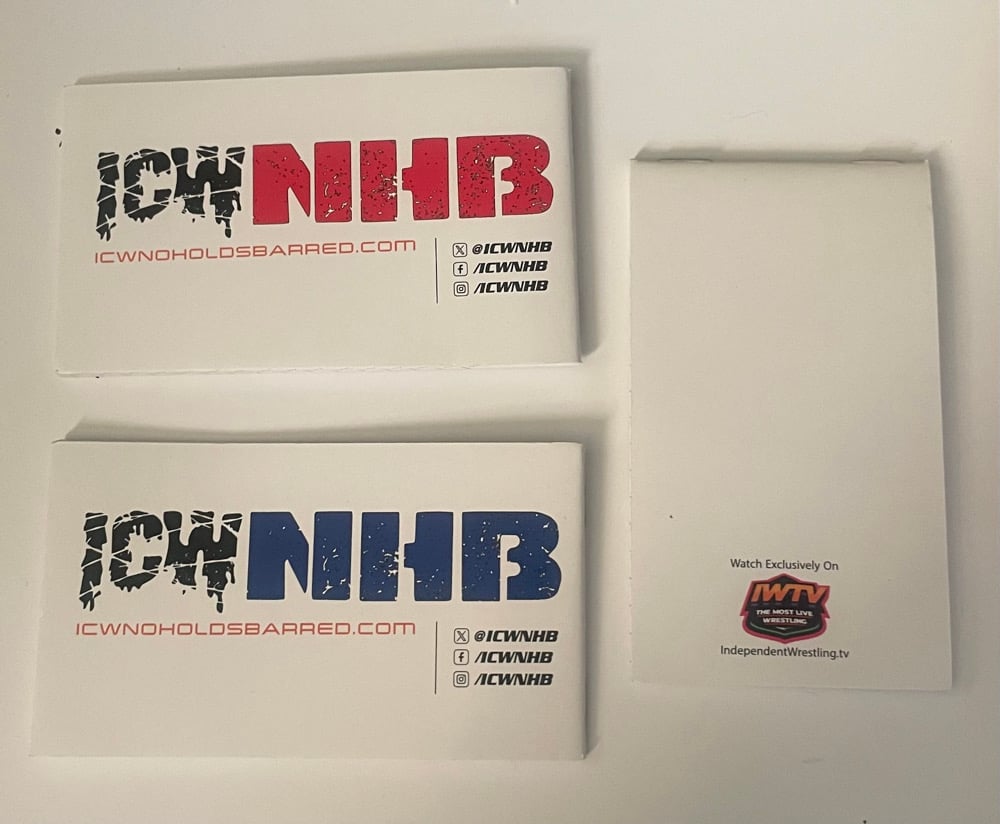 ICWNHB
ICWNOHOLDSBARRED.COM
@ICWNHB
/ICWNHB
/ICWNHB
ICWNHB
ICWNOHOLDSBARRED.COM
@ICWNHB
/ICWNHB
/ICWNHB
Watch Exclusively On
IWTV
THE MOST LIVE
WRESTLING
IndependentWrestling.tv